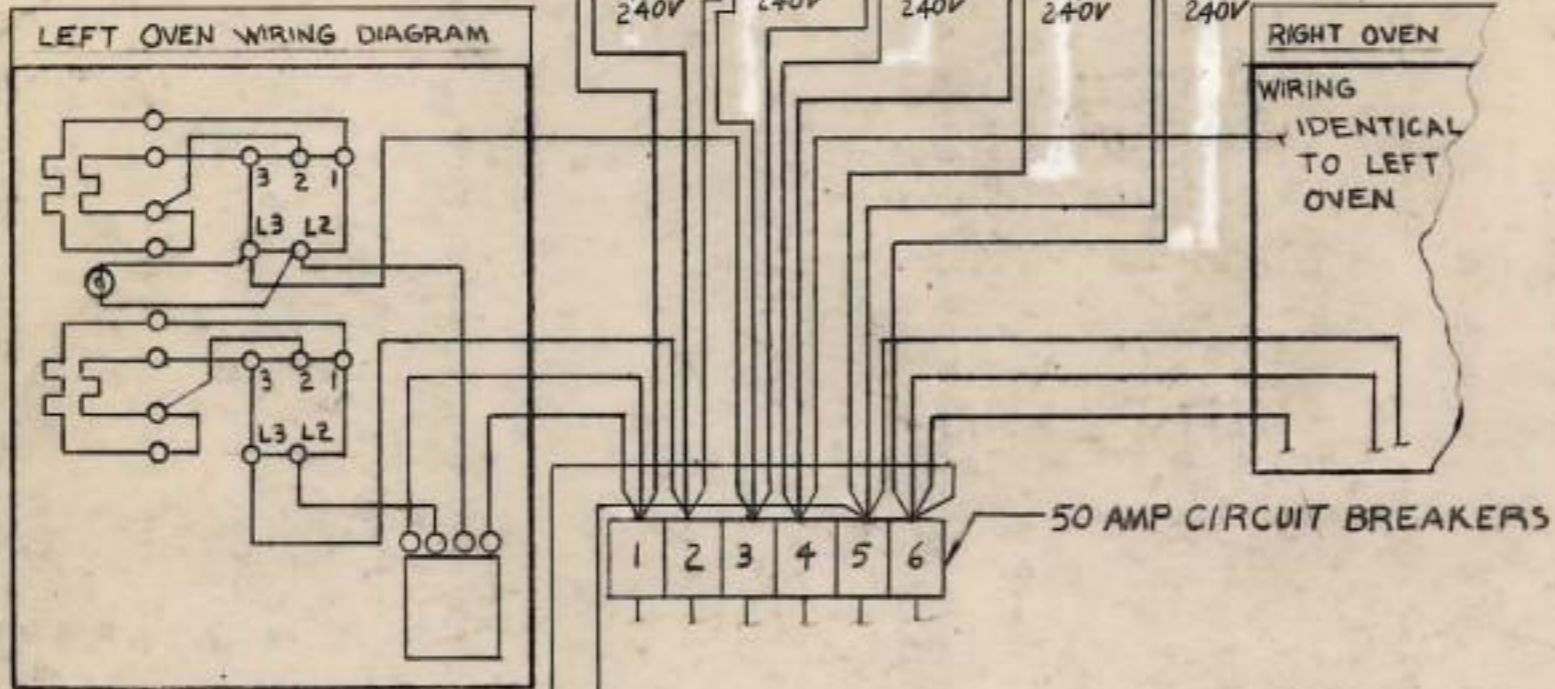 240V 240V 240V 240V 240V
LEFT OVEN WIRING DIAGRAM
RIGHT OVEN
WIRING
IDENTICAL
TO LEFT
OVEN
3 2 1
L3 L2
3 2 1
L3 L2
1 2 3 4 5 6
50 AMP CIRCUIT BREAKERS